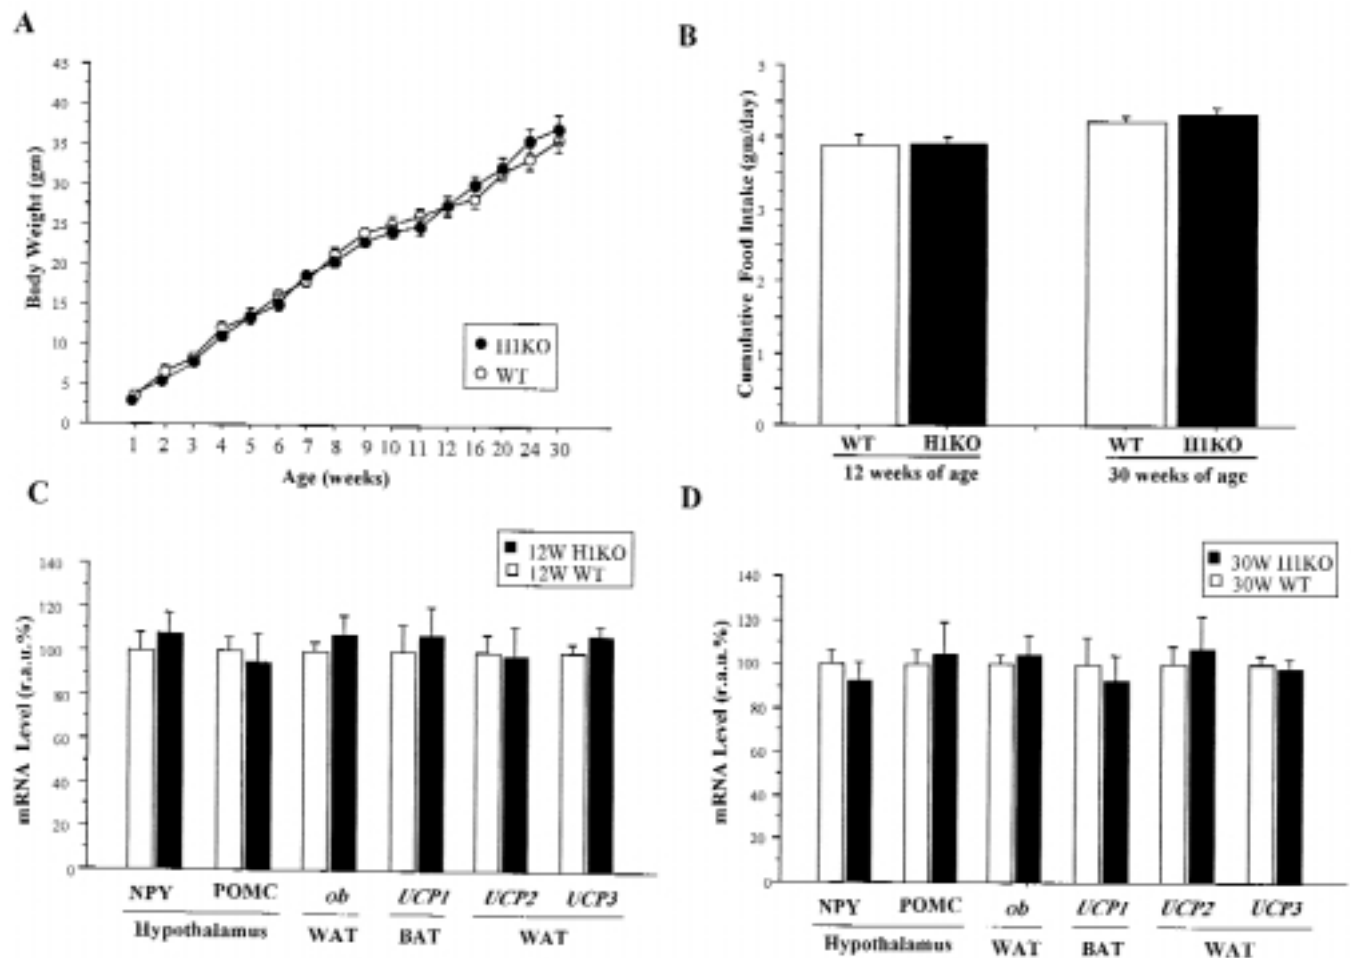 A
45
40
35
30
25
20
15
10
5
0
Body Weight (gm)
H1KO
WT
1 2 3 4 5 6 7 8 9 10 11 12 16 20 24 30
Age (weeks)
B
5
4
3
2
1
0
Cumulative Food Intake (gm/day)
WT H1KO WT H1KO
12 weeks of age 30 weeks of age
C
12W H1KO
12W WT
140
120
100
80
60
40
20
0
mRNA Level (r.a.u.%)
NPY POMC ob UCP1 UCP2 UCP3
Hypothalamus WAT BAT WAT
D
30W H1KO
30W WT
140
120
100
80
60
40
20
0
mRNA Level (r.a.u.%)
NPY POMC ob UCP1 UCP2 UCP3
Hypothalamus WAT BAT WAT